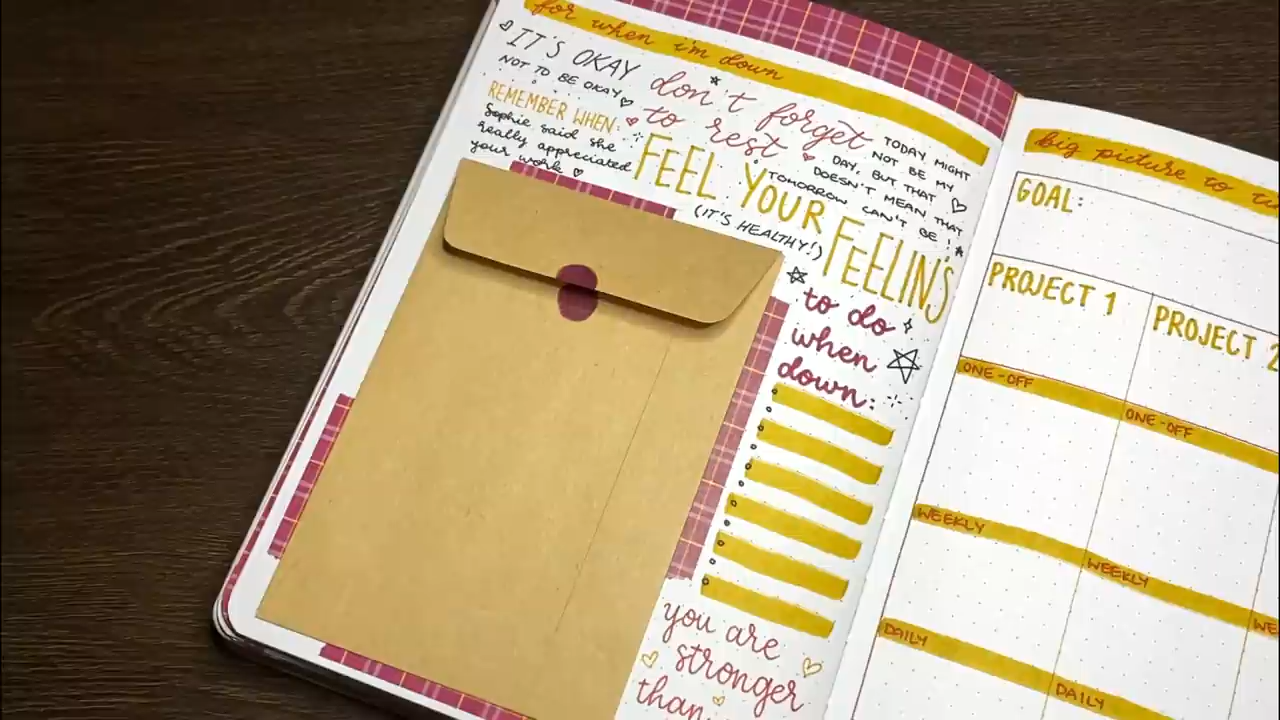 for when i'm down
IT'S OKAY
NOT TO BE OKAY
don't forget
to rest
REMEMBER WHEN:
Sophie said she
really appreciated
your work
TODAY MIGHT
NOT BE MY
DAY, BUT THAT
DOESN'T MEAN THAT
TOMORROW CAN'T BE!
FEEL YOUR
FEELIN'S
(IT'S HEALTHY!)
to do
when
down:
you are
stronger
than
big picture to
GOAL:
PROJECT 1
PROJECT 2
ONE-OFF
ONE-OFF
WEEKLY
WEEKLY
WE
DAILY
DAILY